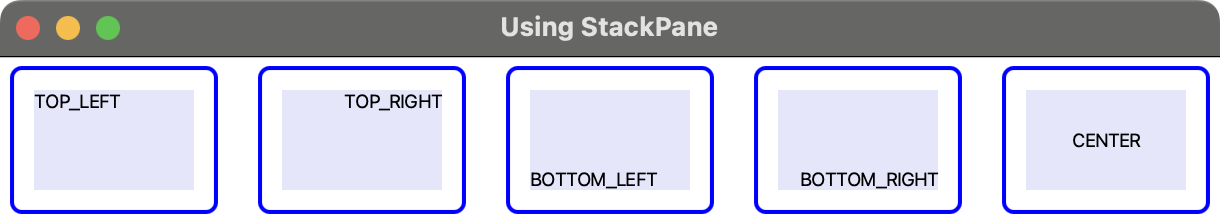 Using StackPane
TOP_LEFT
TOP_RIGHT
BOTTOM_LEFT
BOTTOM_RIGHT
CENTER